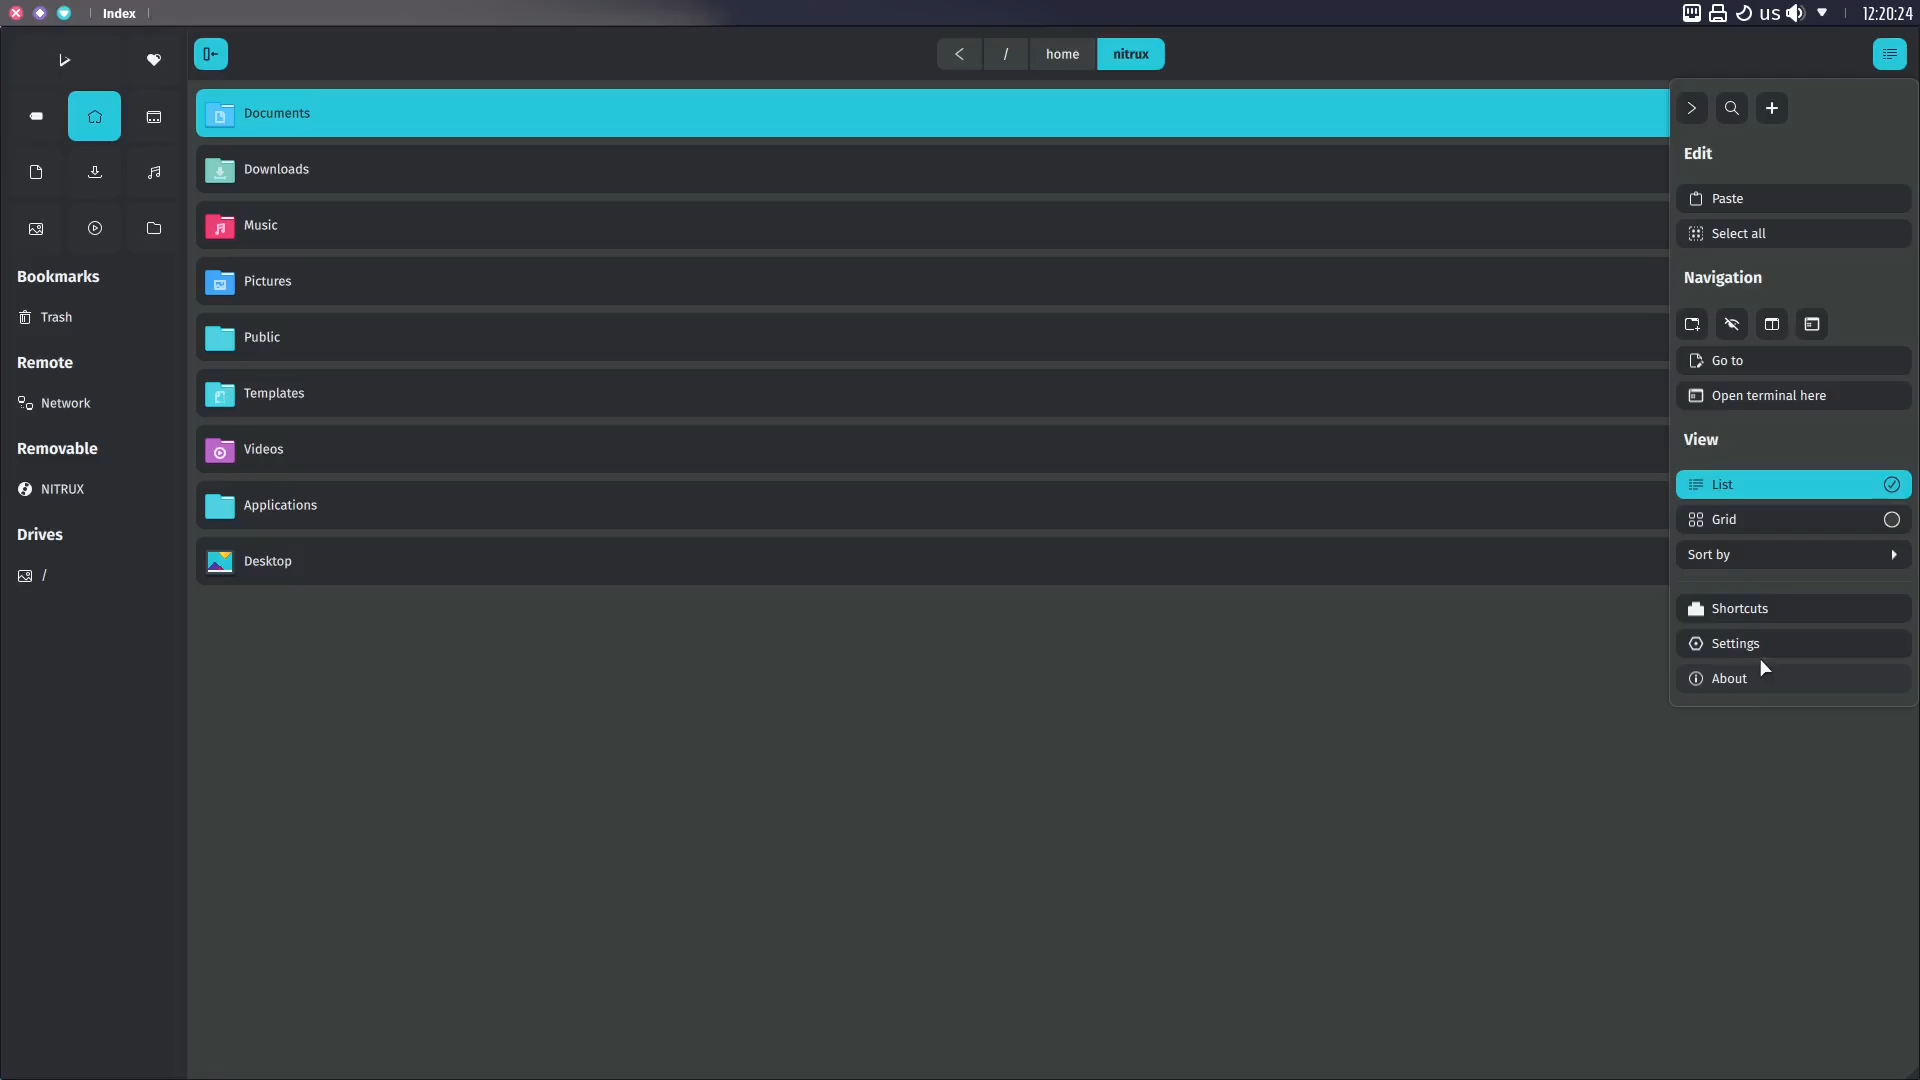 Index
us
12:20:24
/
home
nitrux
Documents
Downloads
Music
Pictures
Public
Templates
Videos
Applications
Desktop
Bookmarks
Trash
Remote
Network
Removable
NITRUX
Drives
/
Edit
Paste
Select all
Navigation
Go to
Open terminal here
View
List
Grid
Sort by
Shortcuts
Settings
About